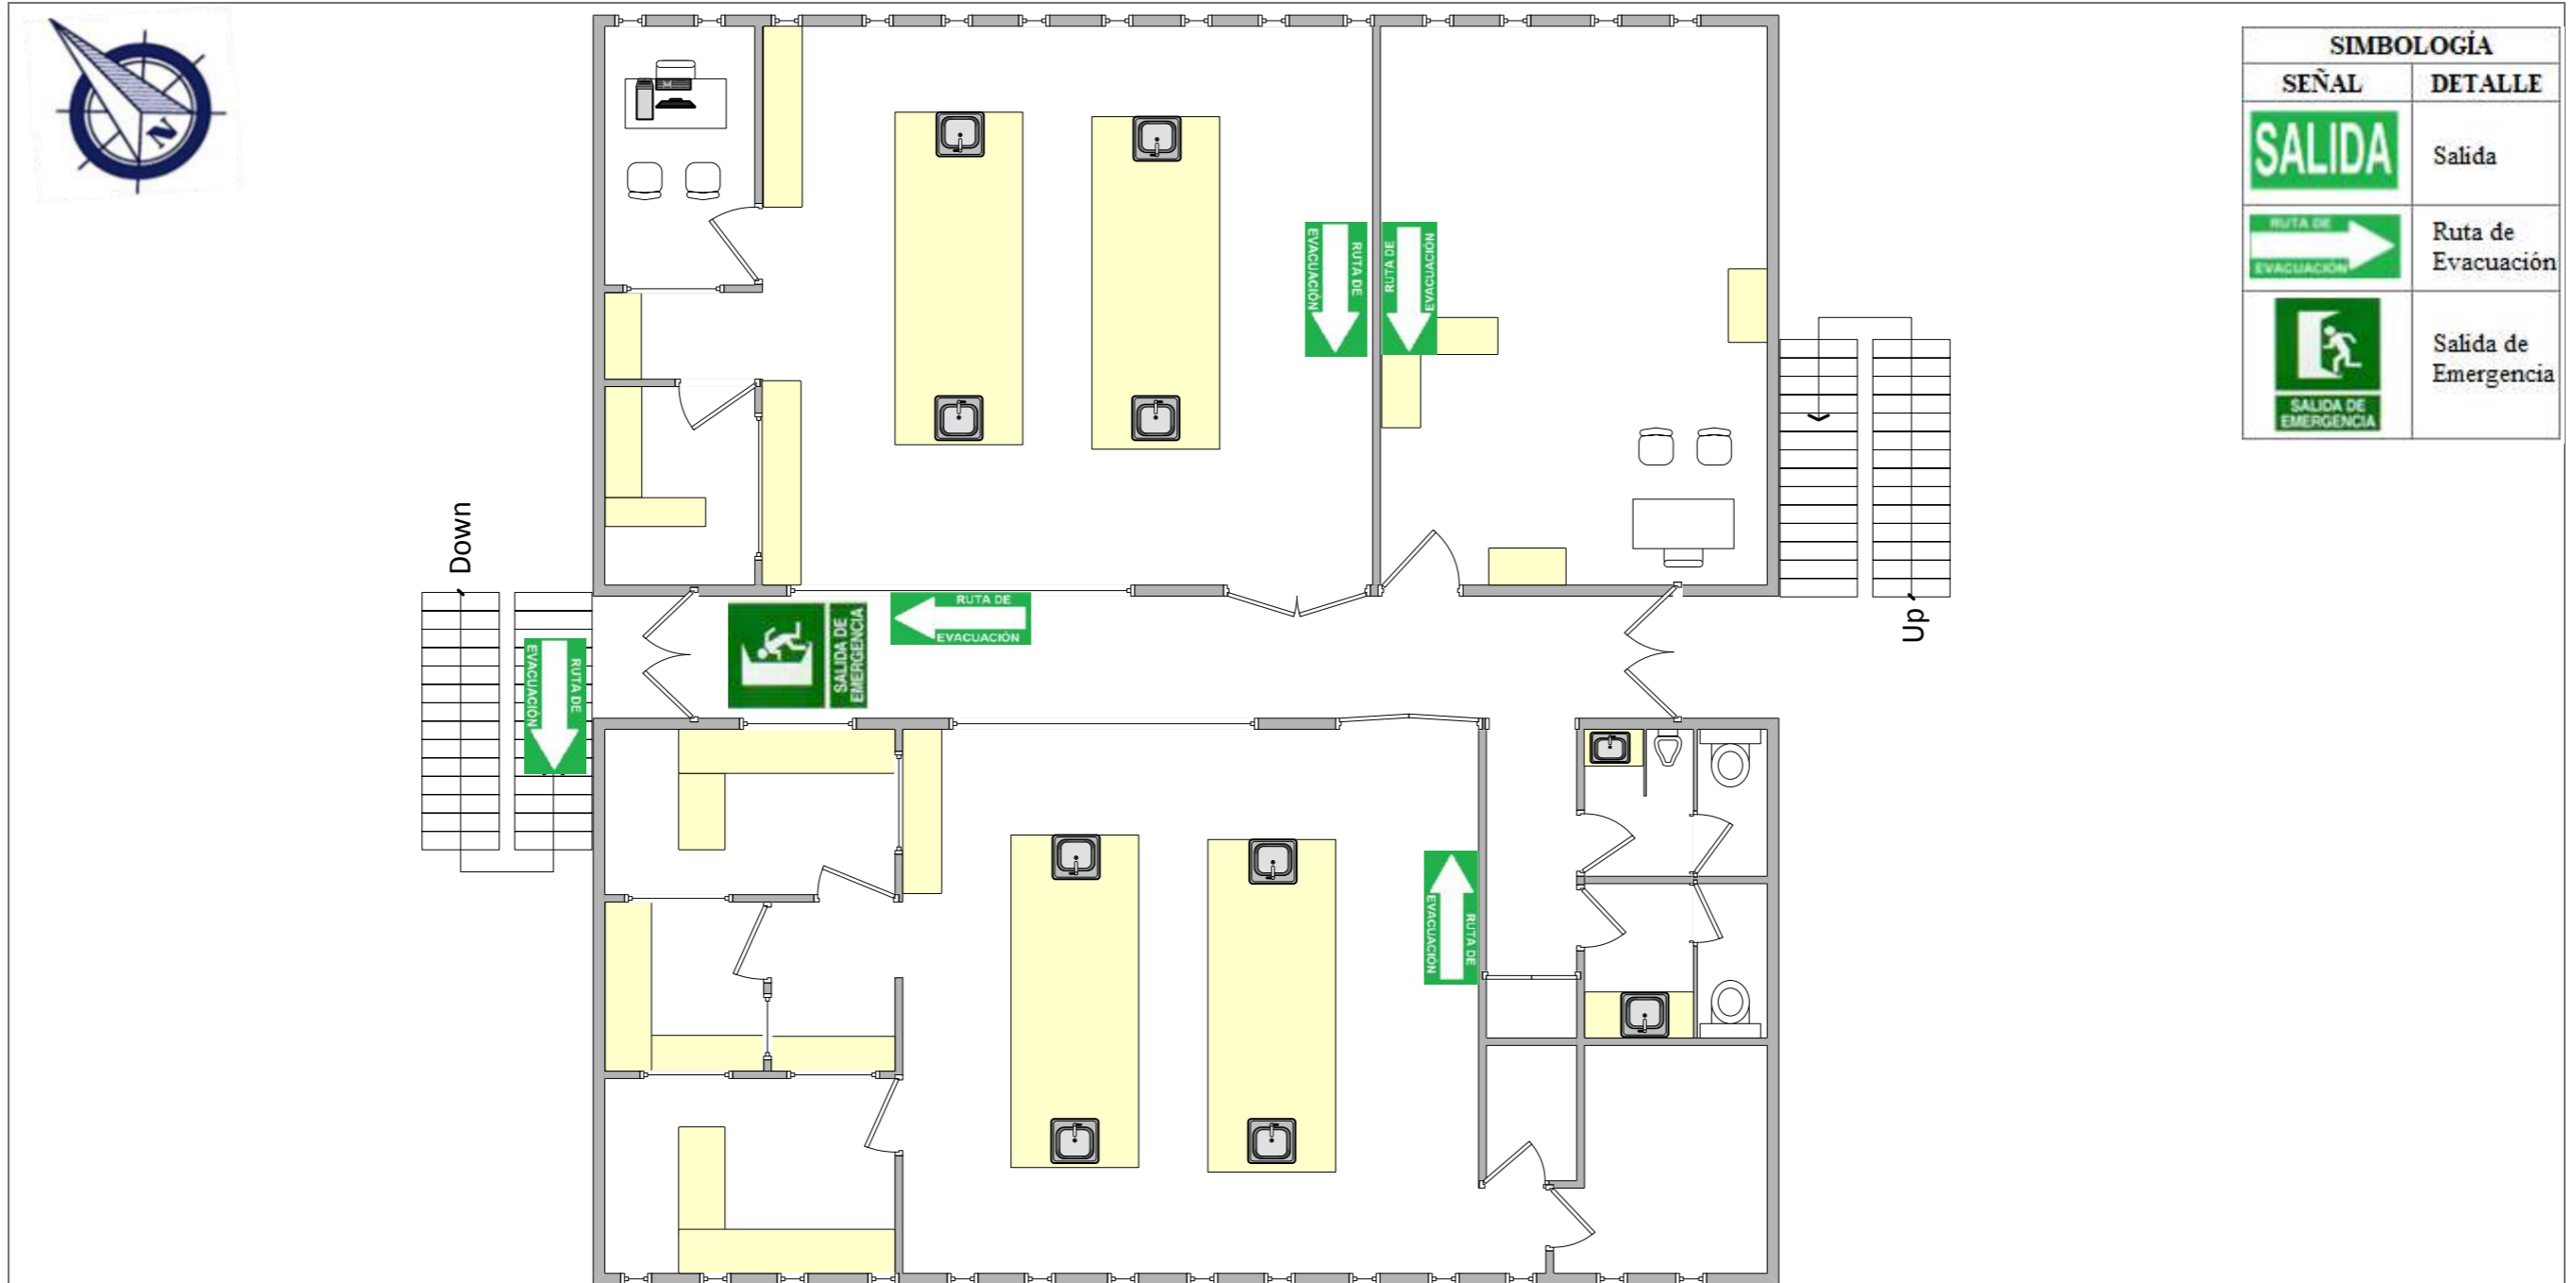 N
SIMBOLOGÍA
SEÑAL DETALLE
SALIDA
Salida
RUTA DE
EVACUACIÓN
Ruta de
Evacuación
SALIDA DE
EMERGENCIA
Salida de
Emergencia
RUTA DE
EVACUACIÓN
RUTA DE
EVACUACIÓN
Down
Up
RUTA DE
EVACUACIÓN
SALIDA DE
EMERGENCIA
RUTA DE
EVACUACIÓN
RUTA DE
EVACUACIÓN